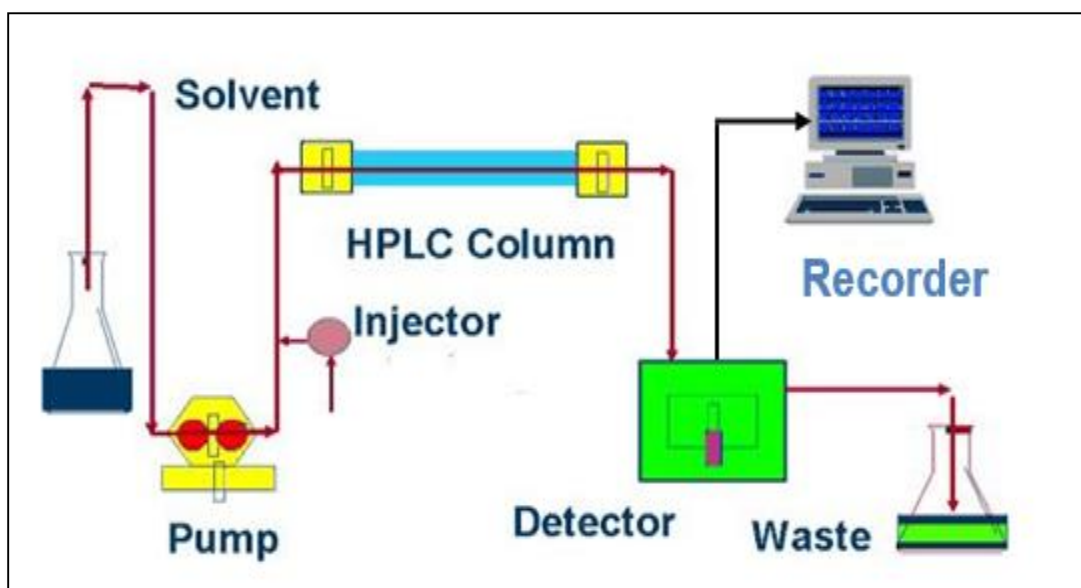 Solvent
HPLC Column
Injector
Recorder
Pump
Detector
Waste